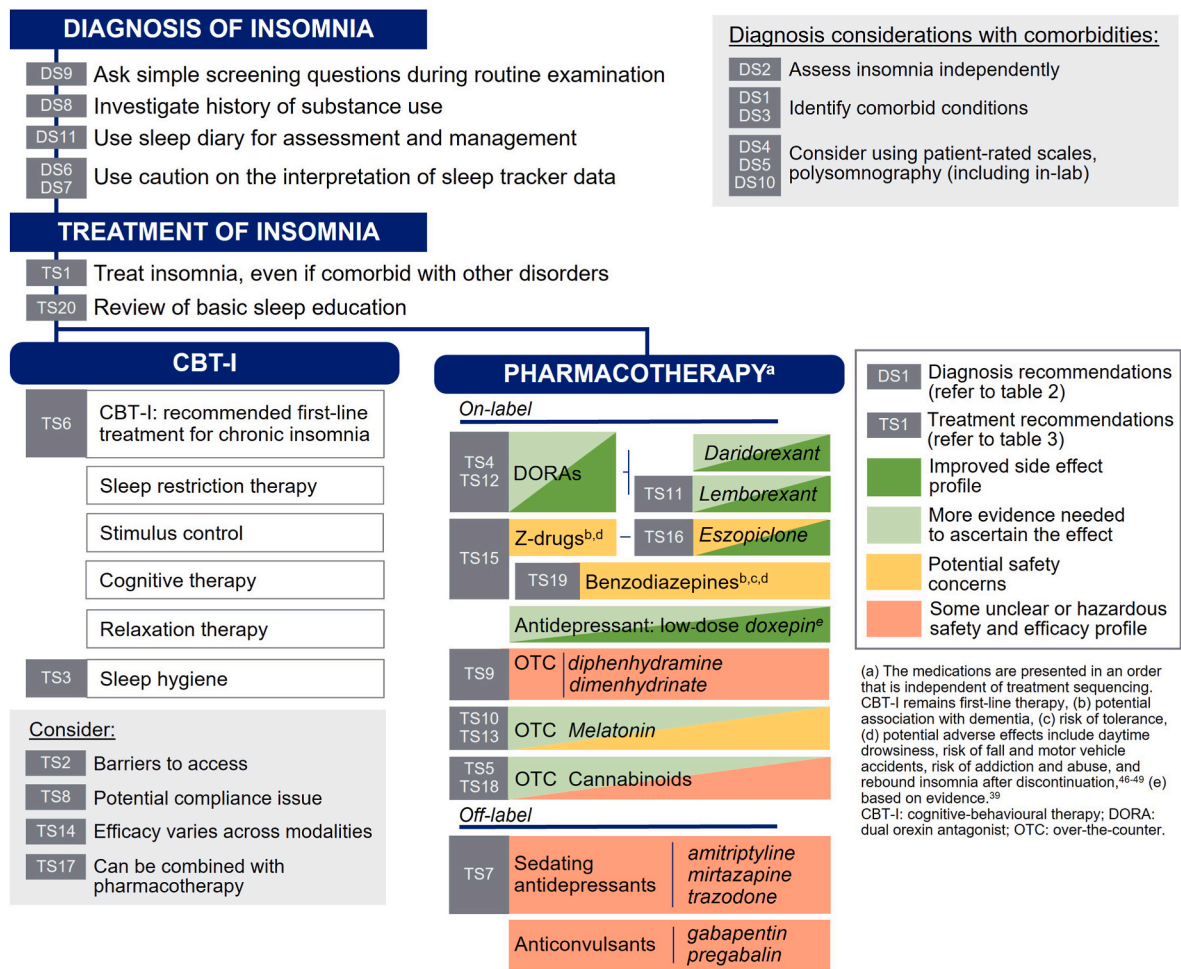 DIAGNOSIS OF INSOMNIA
DS9 Ask simple screening questions during routine examination
DS8 Investigate history of substance use
DS11 Use sleep diary for assessment and management
DS6
DS7
Use caution on the interpretation of sleep tracker data
Diagnosis considerations with comorbidities:
DS2 Assess insomnia independently
DS1
DS3
Identify comorbid conditions
DS4
DS5
DS10
Consider using patient-rated scales,
polysomnography (including in-lab)
TREATMENT OF INSOMNIA
TS1 Treat insomnia, even if comorbid with other disorders
TS20 Review of basic sleep education
CBT-I
TS6
CBT-I: recommended first-line
treatment for chronic insomnia
Sleep restriction therapy
Stimulus control
Cognitive therapy
Relaxation therapy
TS3 Sleep hygiene
Consider:
TS2 Barriers to access
TS8 Potential compliance issue
TS14 Efficacy varies across modalities
TS17 Can be combined with
pharmacotherapy
PHARMACOTHERAPYᵃ
On-label
TS4
TS12
DORAs
Daridorexant
TS11 Lemborexant
TS15
Z-drugsᵇ,ᵈ
TS16 Eszopiclone
TS19 Benzodiazepinesᵇ,ᶜ,ᵈ
Antidepressant: low-dose doxepinᵉ
TS9
OTC
diphenhydramine
dimenhydrinate
TS10
TS13
OTC Melatonin
TS5
TS18
OTC Cannabinoids
Off-label
TS7
Sedating
antidepressants
amitriptyline
mirtazapine
trazodone
Anticonvulsants
gabapentin
pregabalin
DS1 Diagnosis recommendations
(refer to table 2)
TS1 Treatment recommendations
(refer to table 3)
Improved side effect
profile
More evidence needed
to ascertain the effect
Potential safety
concerns
Some unclear or hazardous
safety and efficacy profile
(a) The medications are presented in an order
that is independent of treatment sequencing.
CBT-I remains first-line therapy, (b) potential
association with dementia, (c) risk of tolerance,
(d) potential adverse effects include daytime
drowsiness, risk of fall and motor vehicle
accidents, risk of addiction and abuse, and
rebound insomnia after discontinuation,⁴⁶⁻⁴⁹ (e)
based on evidence.³⁹
CBT-I: cognitive-behavioural therapy; DORA:
dual orexin antagonist; OTC: over-the-counter.